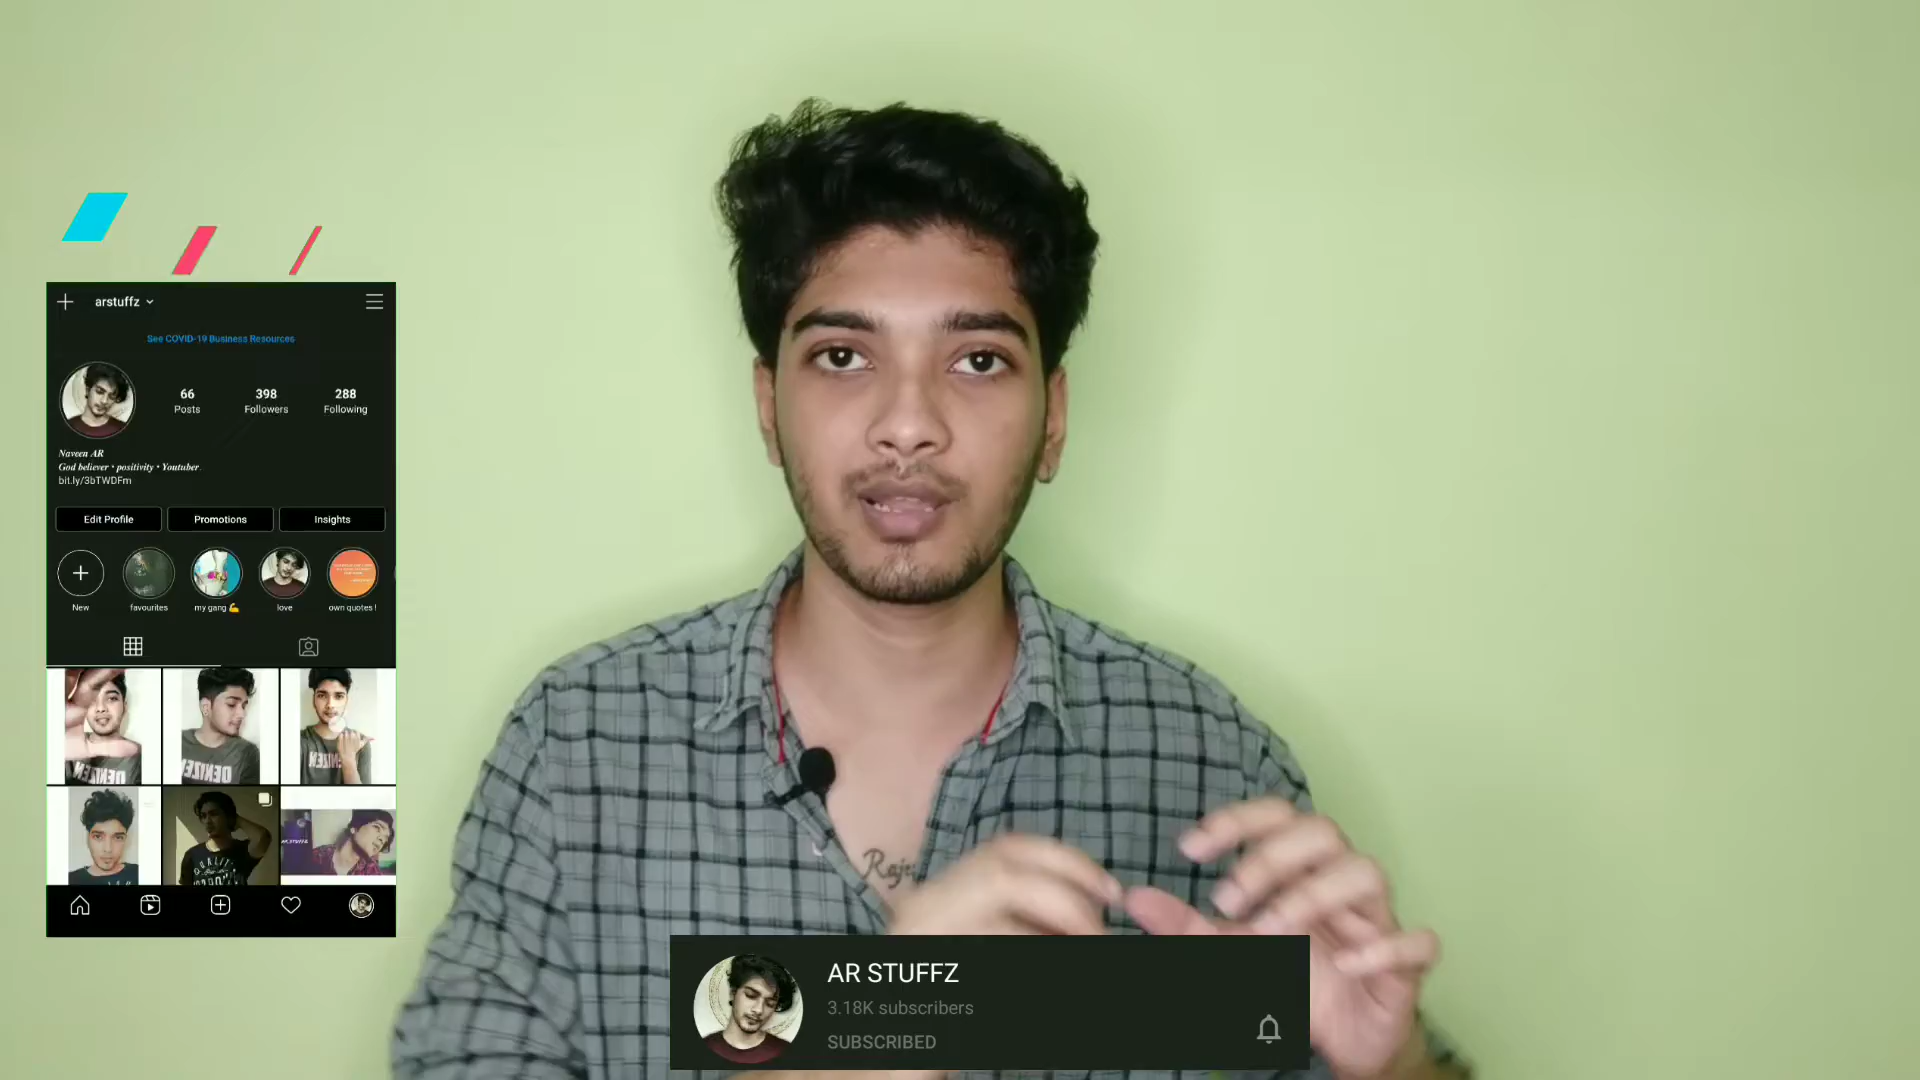 arstuffz
See COVID-19 Business Resources
66 398 288
Posts Followers Following
Naveen AR
God believer • positivity • Youtuber
bit.ly/3bTWDFm
Edit Profile Promotions Insights
New favourites my gang 💪 love own quotes !
AR STUFFZ
3.18K subscribers
SUBSCRIBED